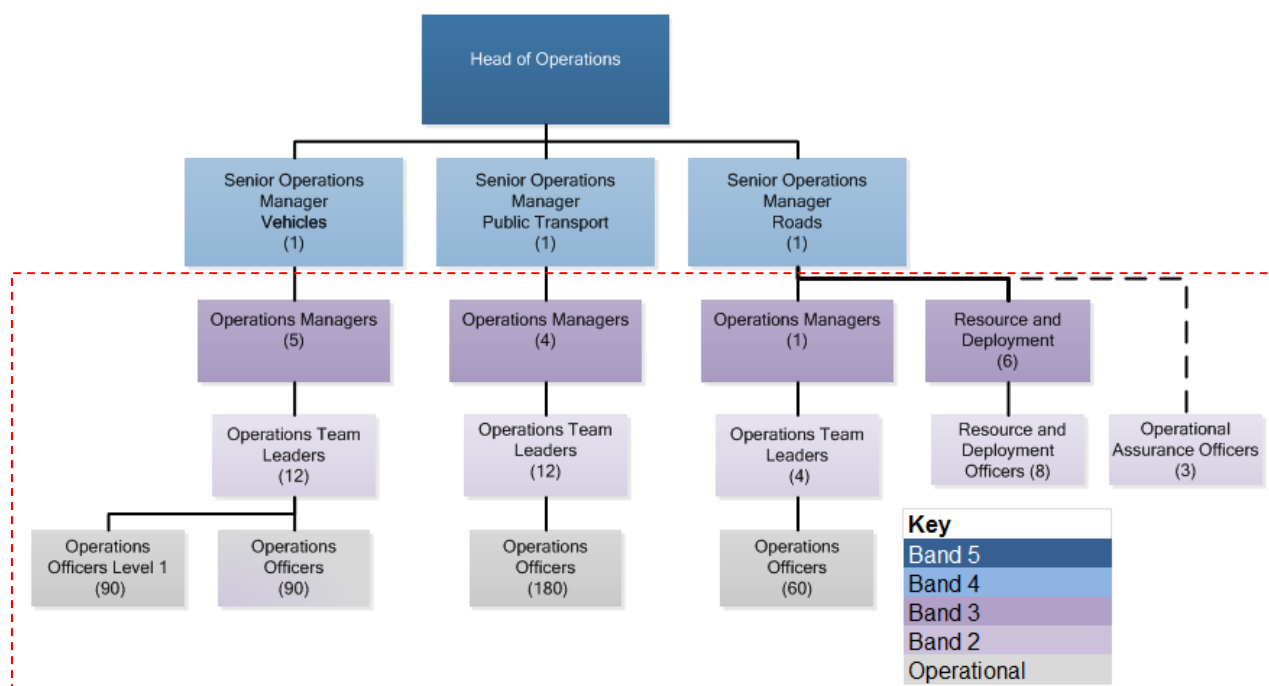 Head of Operations
Senior Operations
Manager
Vehicles
(1)
Senior Operations
Manager
Public Transport
(1)
Senior Operations
Manager
Roads
(1)
Operations Managers
(5)
Operations Managers
(4)
Operations Managers
(1)
Resource and
Deployment
(6)
Operations Team
Leaders
(12)
Operations Team
Leaders
(12)
Operations Team
Leaders
(4)
Resource and
Deployment
Officers (8)
Operational
Assurance Officers
(3)
Operations
Officers Level 1
(90)
Operations
Officers
(90)
Operations
Officers
(180)
Operations
Officers
(60)
Key
Band 5
Band 4
Band 3
Band 2
Operational